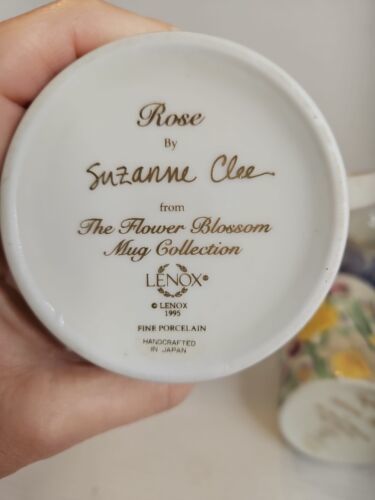 Rose
By
Suzanne Clee
from
The Flower Blossom
Mug Collection
LENOX®
© LENOX
1995
FINE PORCELAIN
HANDCRAFTED
IN JAPAN